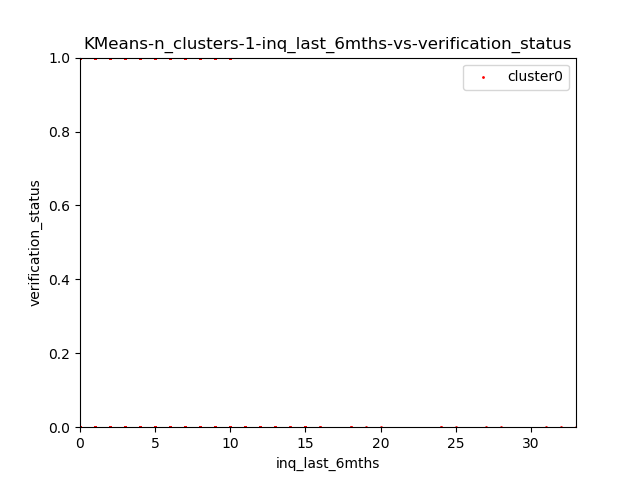 KMeans-n_clusters-1-inq_last_6mths-vs-verification_status
cluster0
verification_status
1.0
0.8
0.6
0.4
0.2
0.0
0 5 10 15 20 25 30
inq_last_6mths